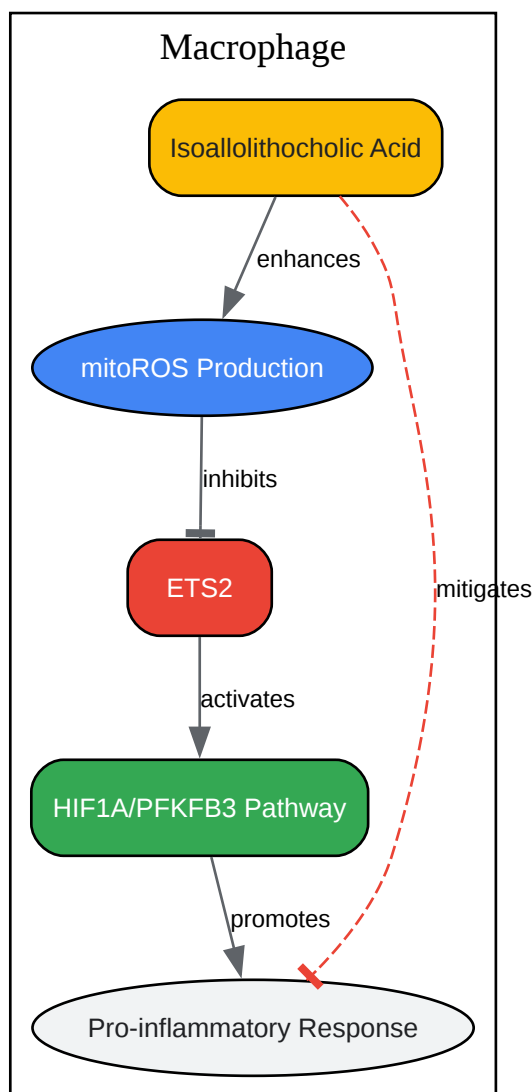 Macrophage
Isoallolithocholic Acid
enhances
mitoROS Production
inhibits
ETS2
mitigates
activates
HIF1A/PFKFB3 Pathway
promotes
Pro-inflammatory Response